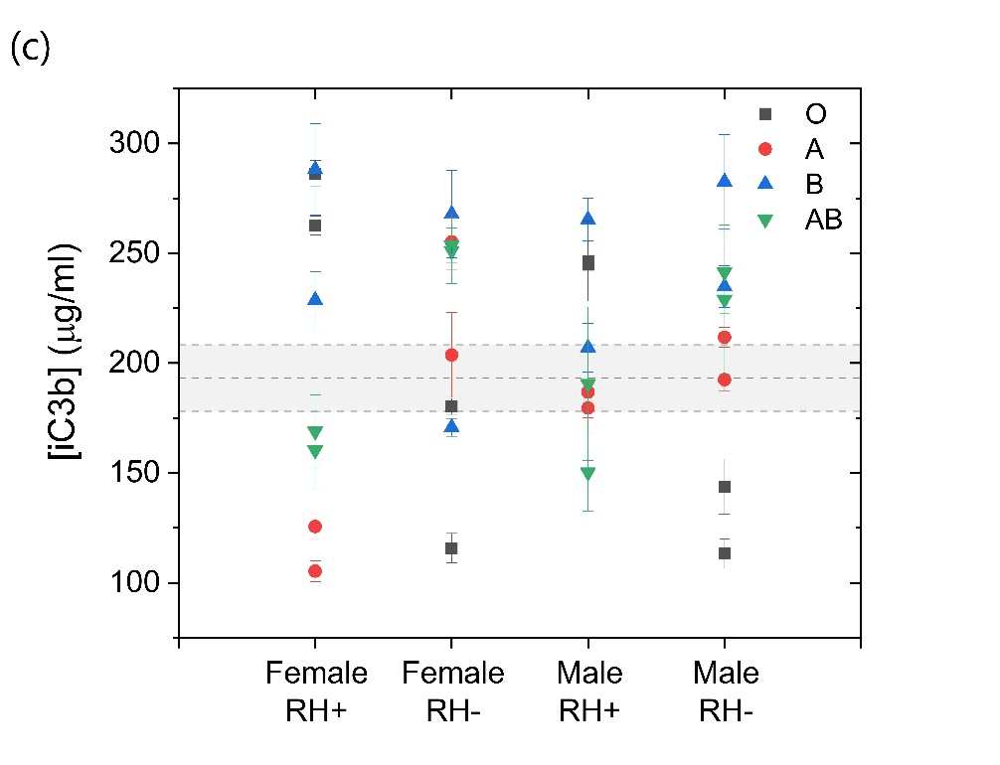 (c)
O
A
B
AB
300
250
200
150
100
[iC3b] (μg/ml)
Female RH+
Female RH-
Male RH+
Male RH-